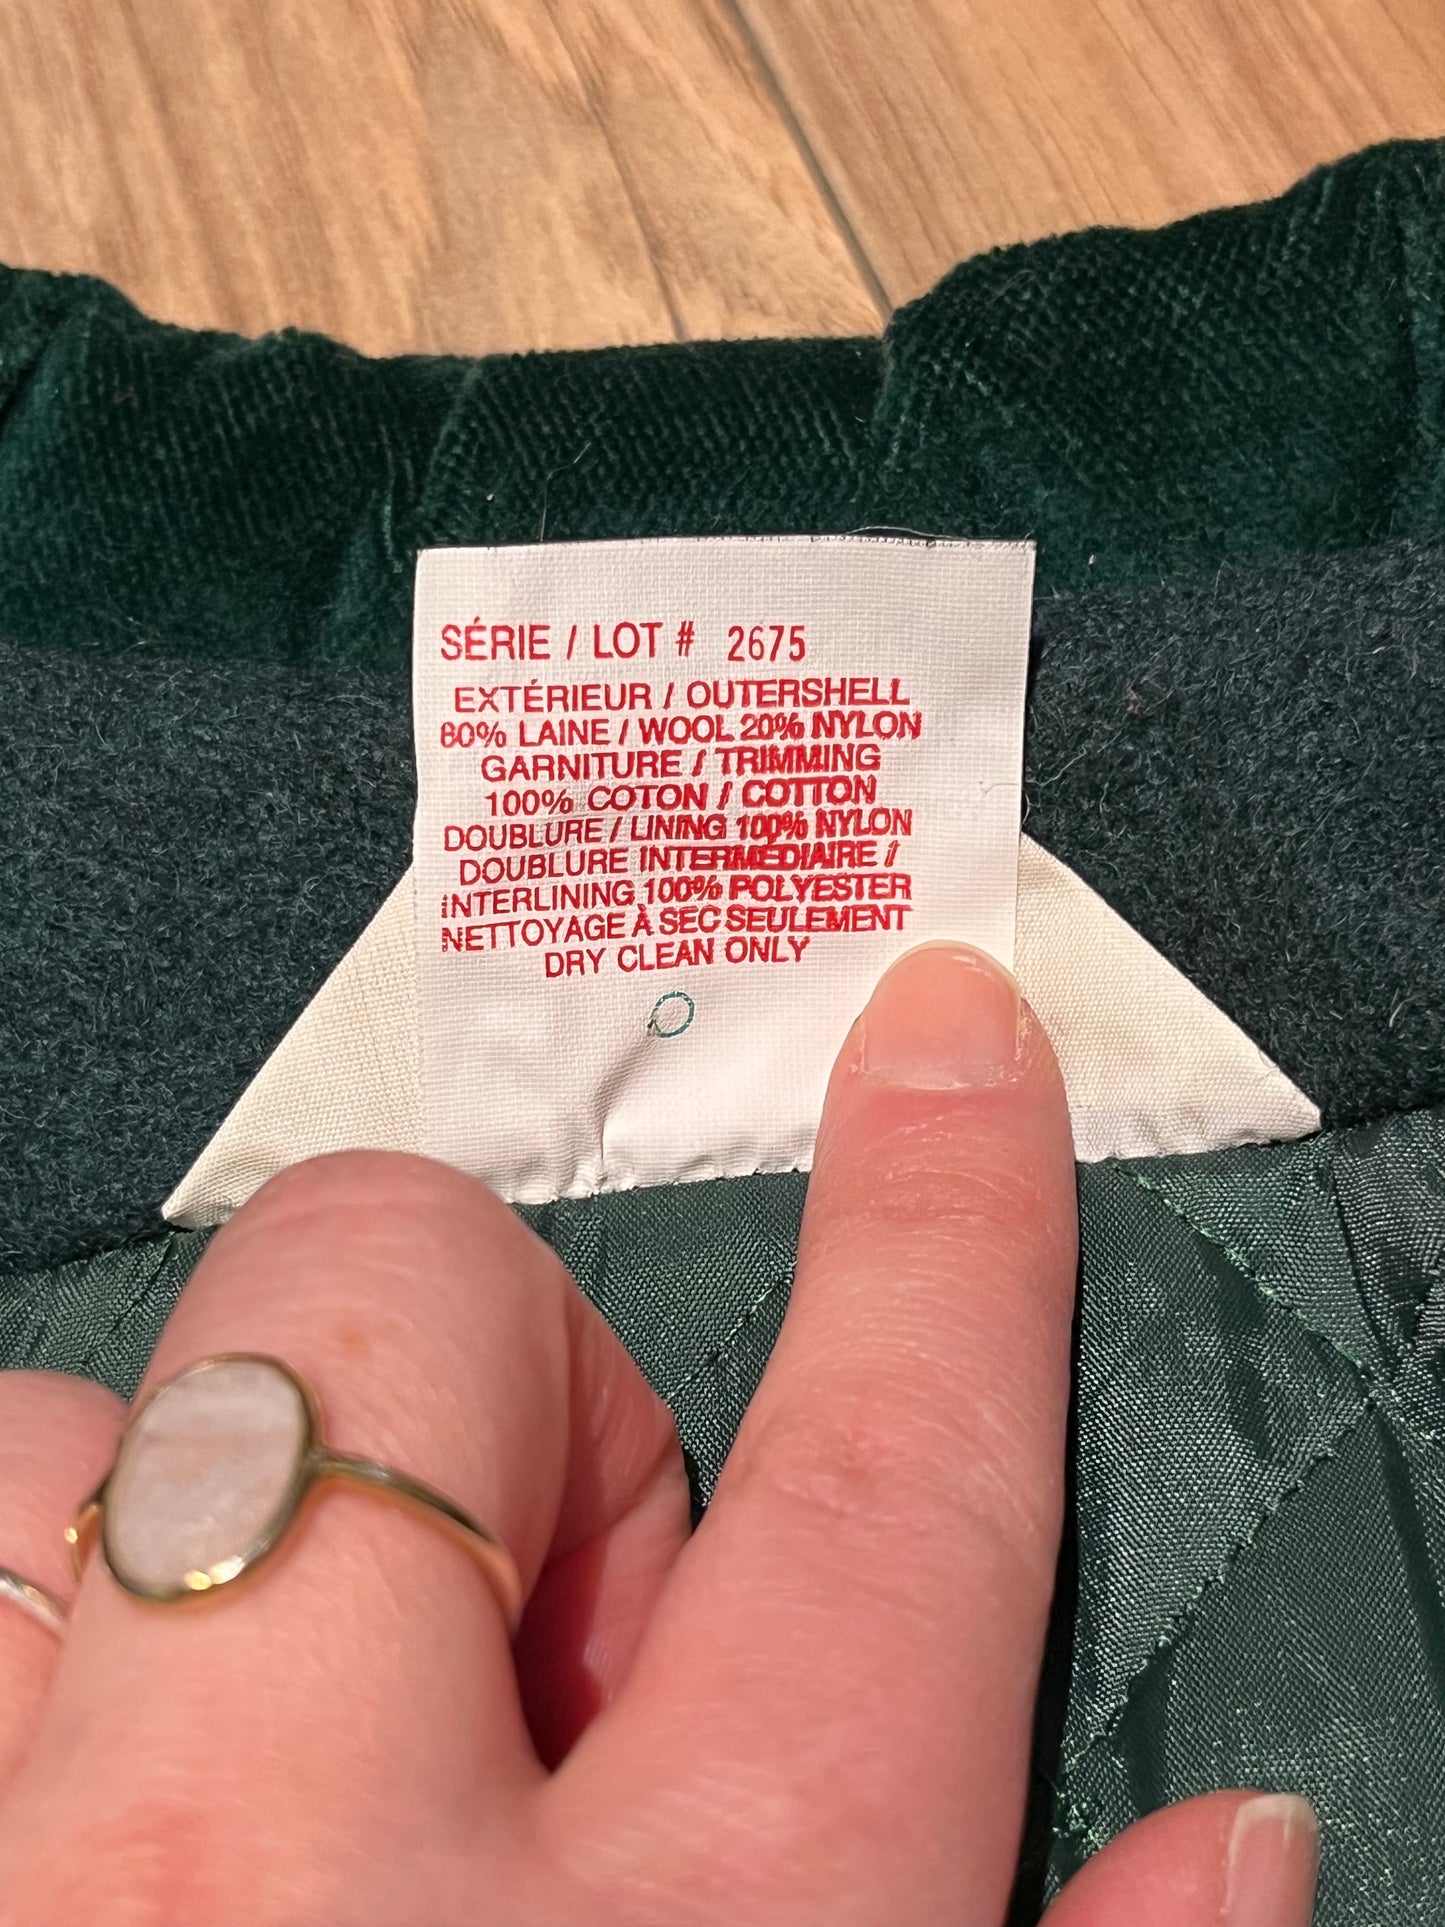 SÉRIE / LOT # 2675
EXTÉRIEUR / OUTERSHELL
80% LAINE / WOOL 20% NYLON
GARNITURE / TRIMMING
100% COTON / COTTON
DOUBLURE / LINING 100% NYLON
DOUBLURE INTERMEDIAIRE /
INTERLINING 100% POLYESTER
NETTOYAGE À SEC SEULEMENT
DRY CLEAN ONLY